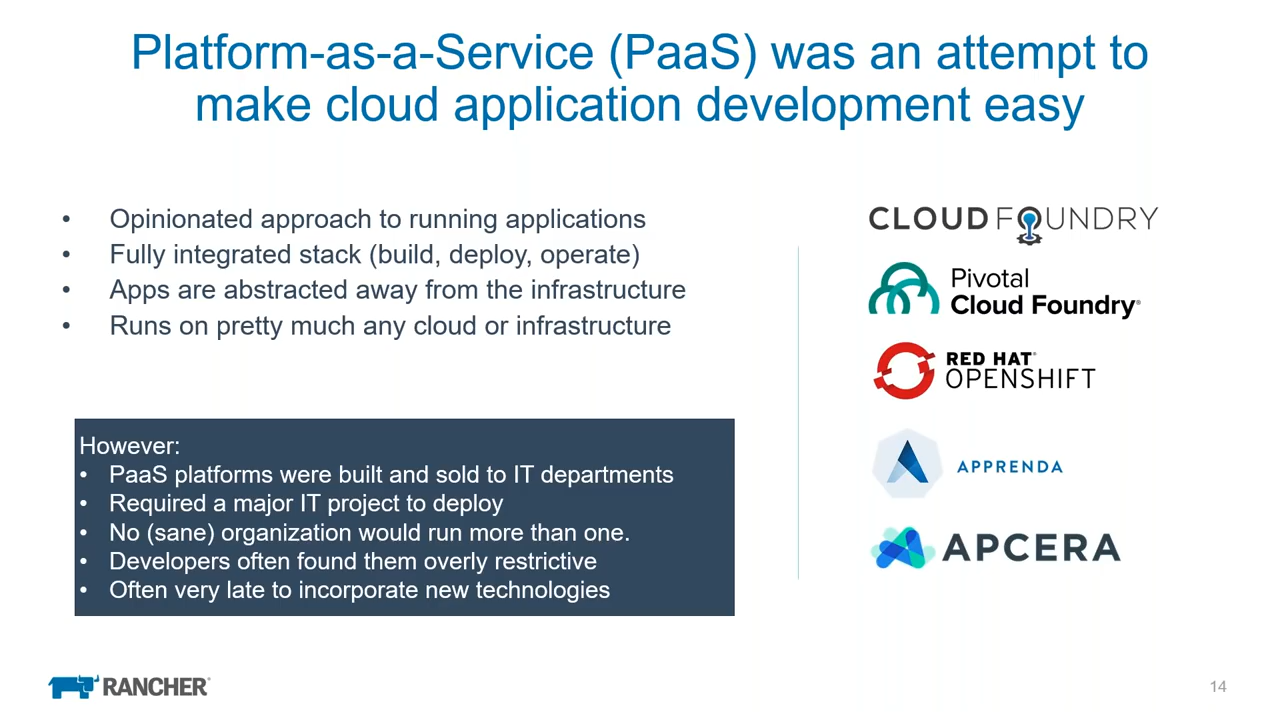 Platform-as-a-Service (PaaS) was an attempt to
make cloud application development easy
• Opinionated approach to running applications
• Fully integrated stack (build, deploy, operate)
• Apps are abstracted away from the infrastructure
• Runs on pretty much any cloud or infrastructure
However:
• PaaS platforms were built and sold to IT departments
• Required a major IT project to deploy
• No (sane) organization would run more than one.
• Developers often found them overly restrictive
• Often very late to incorporate new technologies
CLOUD FOUNDRY
Pivotal
Cloud Foundry®
RED HAT®
OPENSHIFT
APPRENDA
APCERA
RANCHER®
14